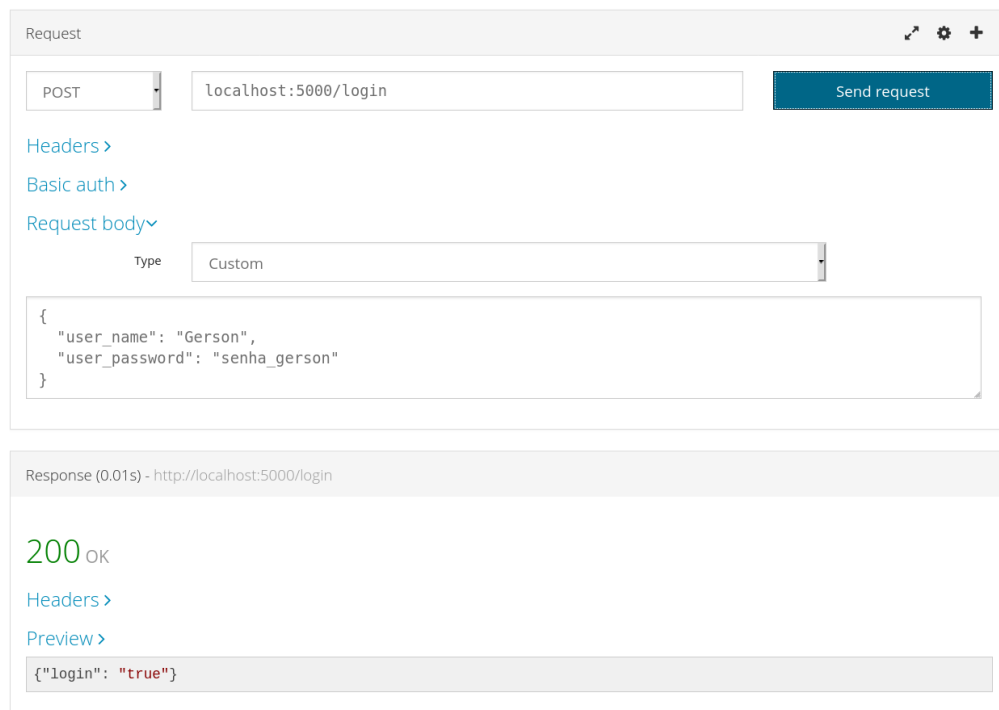 Request
POST
localhost:5000/login
Send request
Headers
Basic auth
Request body
Type
Custom
{
"user_name": "Gerson",
"user_password": "senha_gerson"
}
Response (0.01s) - http://localhost:5000/login
200 OK
Headers
Preview
{"login": "true"}